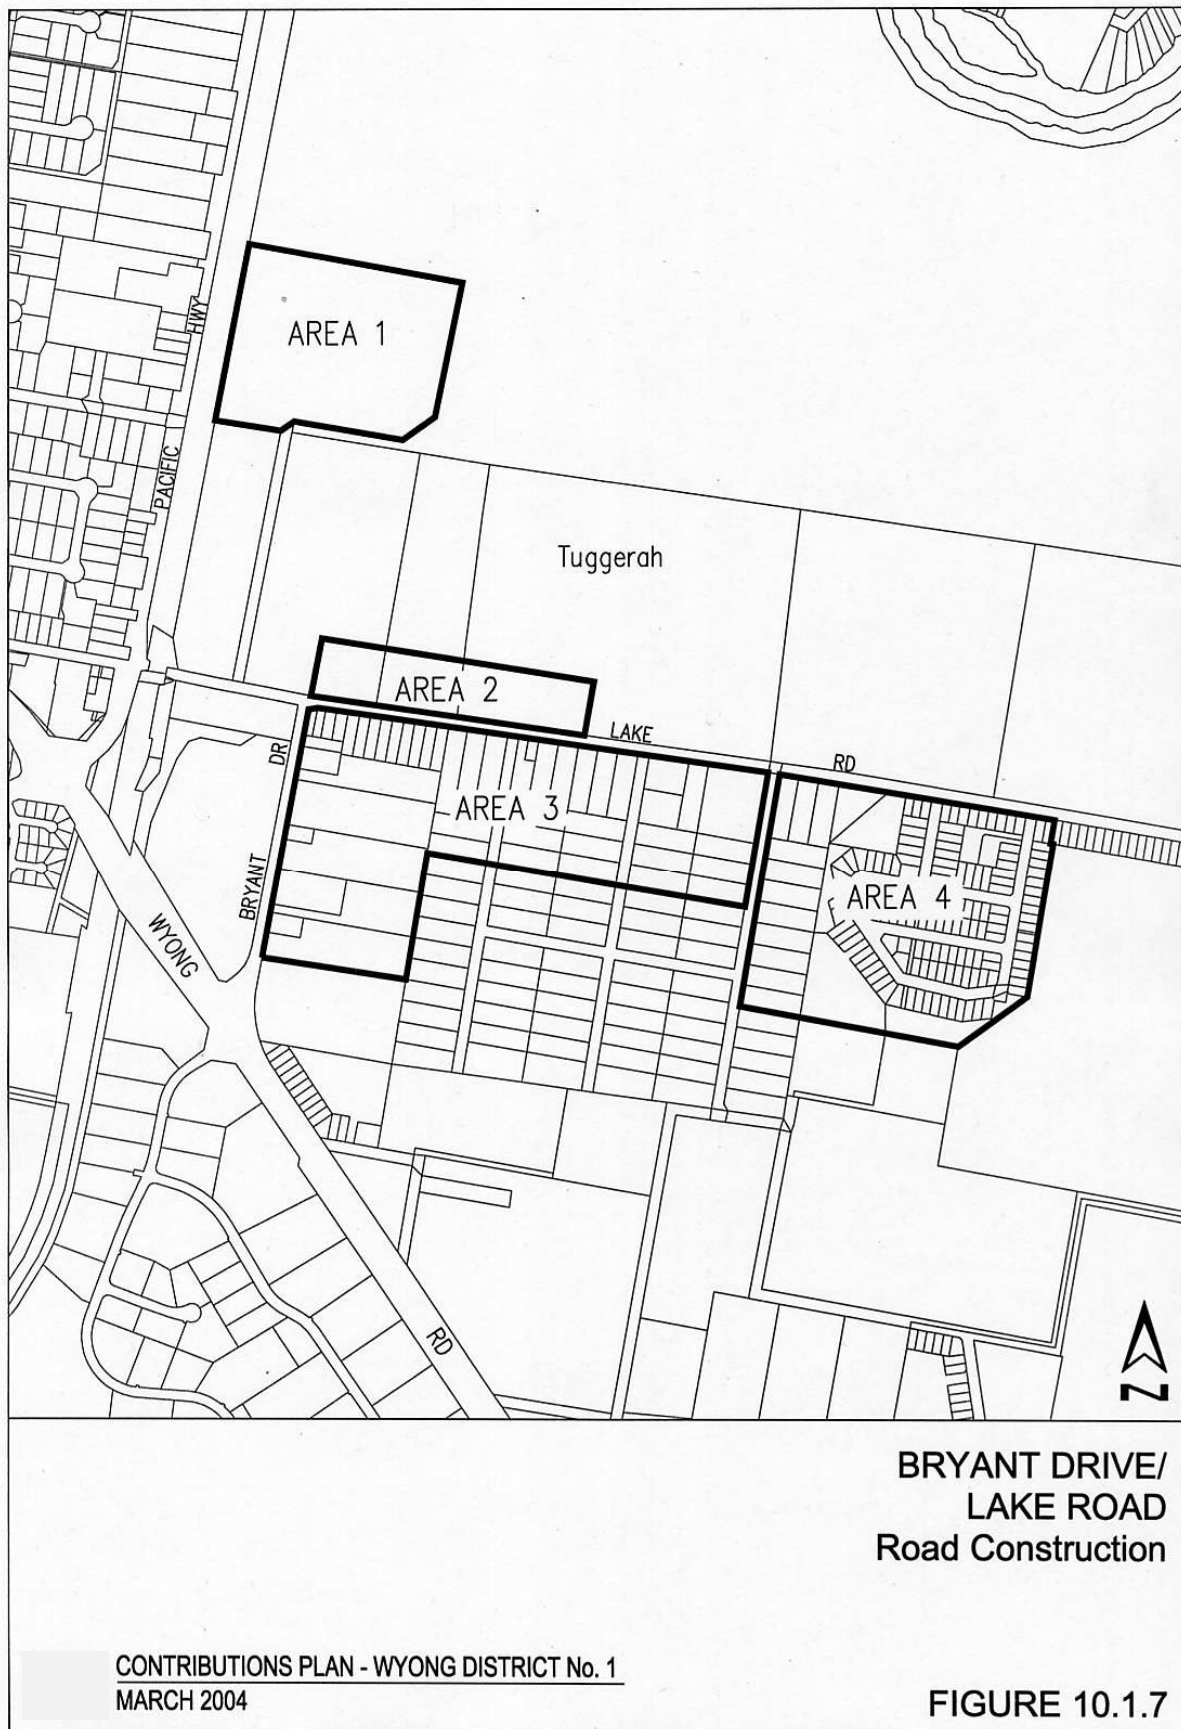 AREA 1
HWY
PACIFIC
Tuggerah
AREA 2
LAKE
RD
DR
AREA 3
BRYANT
AREA 4
WYONG
RD
N
BRYANT DRIVE/
LAKE ROAD
Road Construction
CONTRIBUTIONS PLAN - WYONG DISTRICT No. 1
MARCH 2004
FIGURE 10.1.7